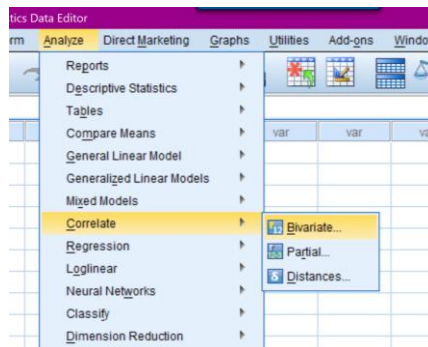 tics Data Editor
rm Analyze Direct Marketing Graphs Utilities Add-ons Windo
Reports
Descriptive Statistics
Tables
Compare Means
var var va
General Linear Model
Generalized Linear Models
Mixed Models
Correlate
Bivariate...
Regression
Partial...
Loglinear
Distances...
Neural Networks
Classify
Dimension Reduction